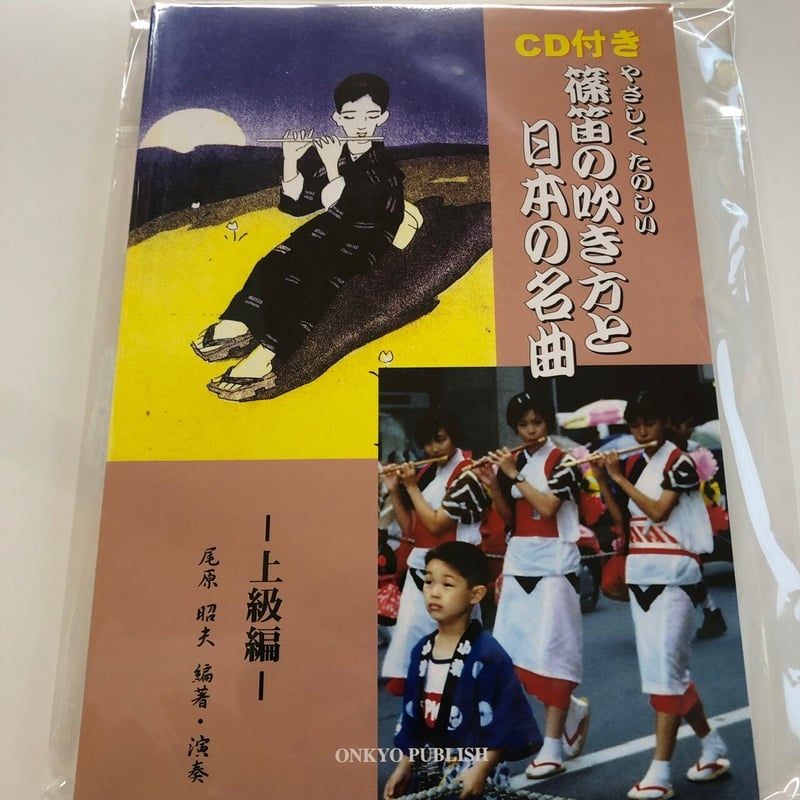 CD付き
やさしく たのしい
篠笛の吹き方と
日本の名曲
ー上級編ー
尾原 昭夫 編著・演奏
ONKYO PUBLISH